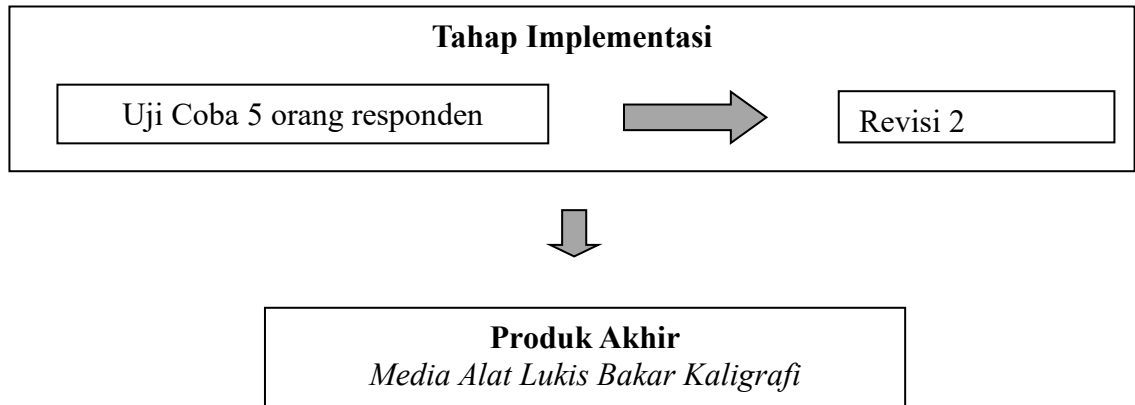 Tahap Implementasi
Uji Coba 5 orang responden
Revisi 2
Produk Akhir
Media Alat Lukis Bakar Kaligrafi